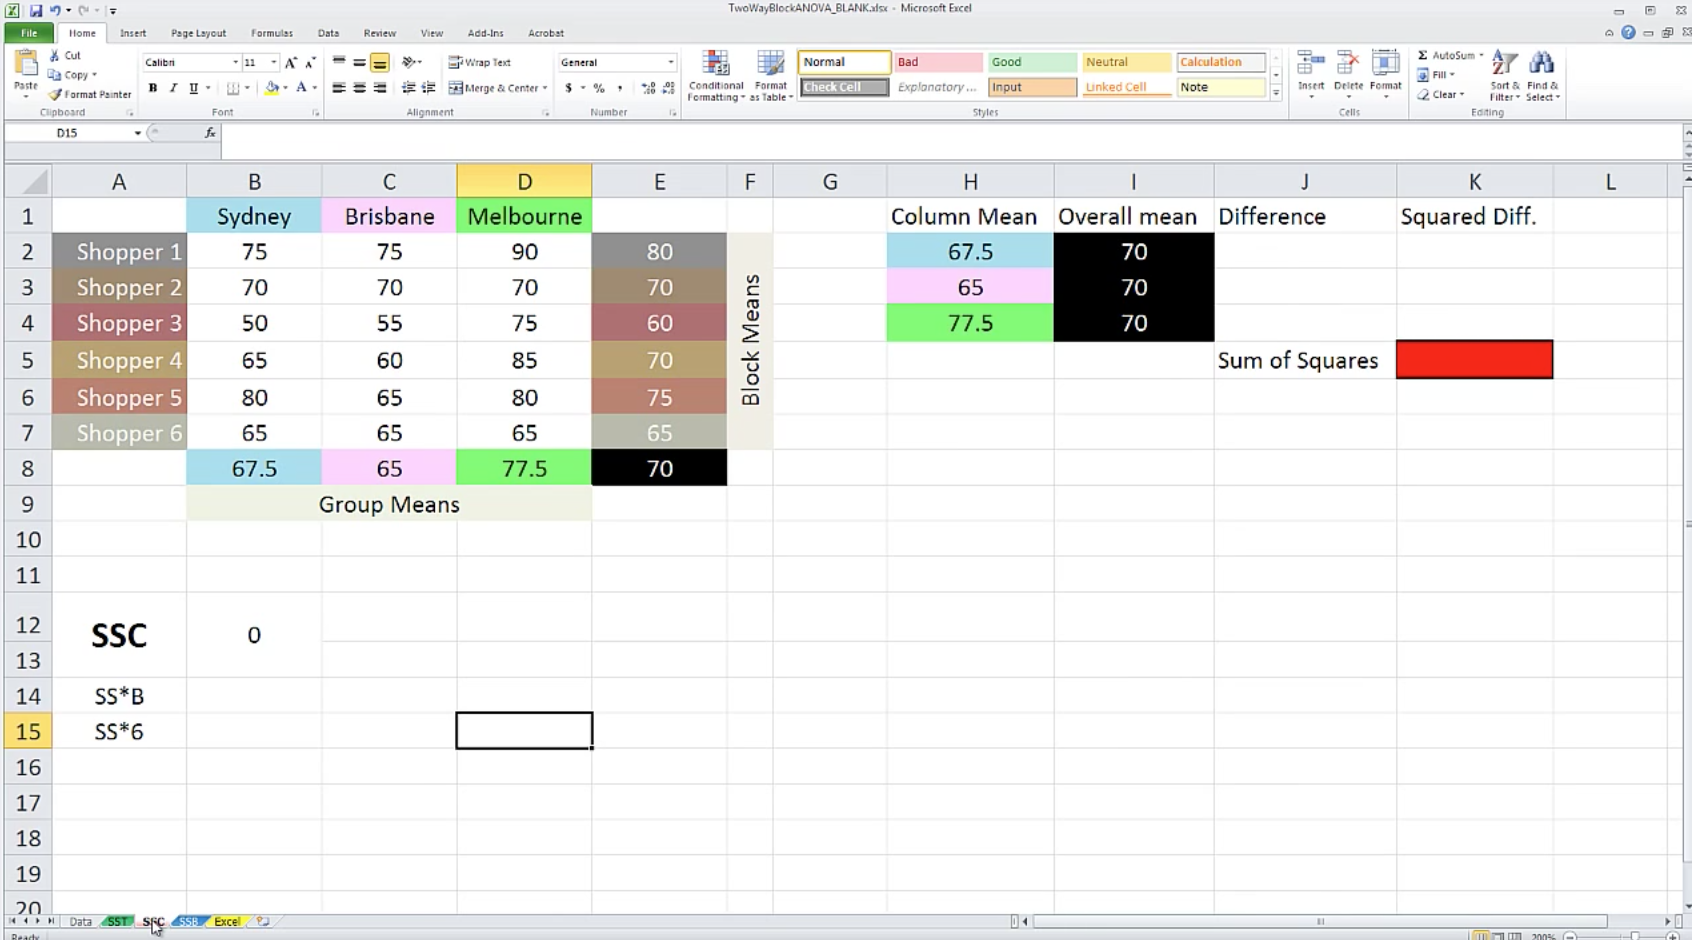 TwoWayBlockANOVA_BLANK.xlsx - Microsoft Excel
File Home Insert Page Layout Formulas Data Review View Add-Ins Acrobat
Cut
Copy
Format Painter
Paste
Clipboard
Calibri 11
B I U
Font
Wrap Text
Merge & Center
Alignment
General
$ % ,
Number
Conditional Formatting
Format as Table
Normal Bad Good Neutral Calculation
Check Cell Explanatory ... Input Linked Cell Note
Styles
Insert Delete Format
Cells
Σ AutoSum
Fill
Clear
Sort & Filter
Find & Select
Editing
D15 fx
A B C D E F G H I J K L
1 Sydney Brisbane Melbourne Column Mean Overall mean Difference Squared Diff.
2 Shopper 1 75 75 90 80 67.5 70
3 Shopper 2 70 70 70 70 65 70
4 Shopper 3 50 55 75 60 77.5 70
5 Shopper 4 65 60 85 70 Sum of Squares
6 Shopper 5 80 65 80 75
7 Shopper 6 65 65 65 65
Block Means
8 67.5 65 77.5 70
9 Group Means
10
11
12 SSC 0
13
14 SS*B
15 SS*6
16
17
18
19
20
Data SST SSC SSB Excel
Ready 200%